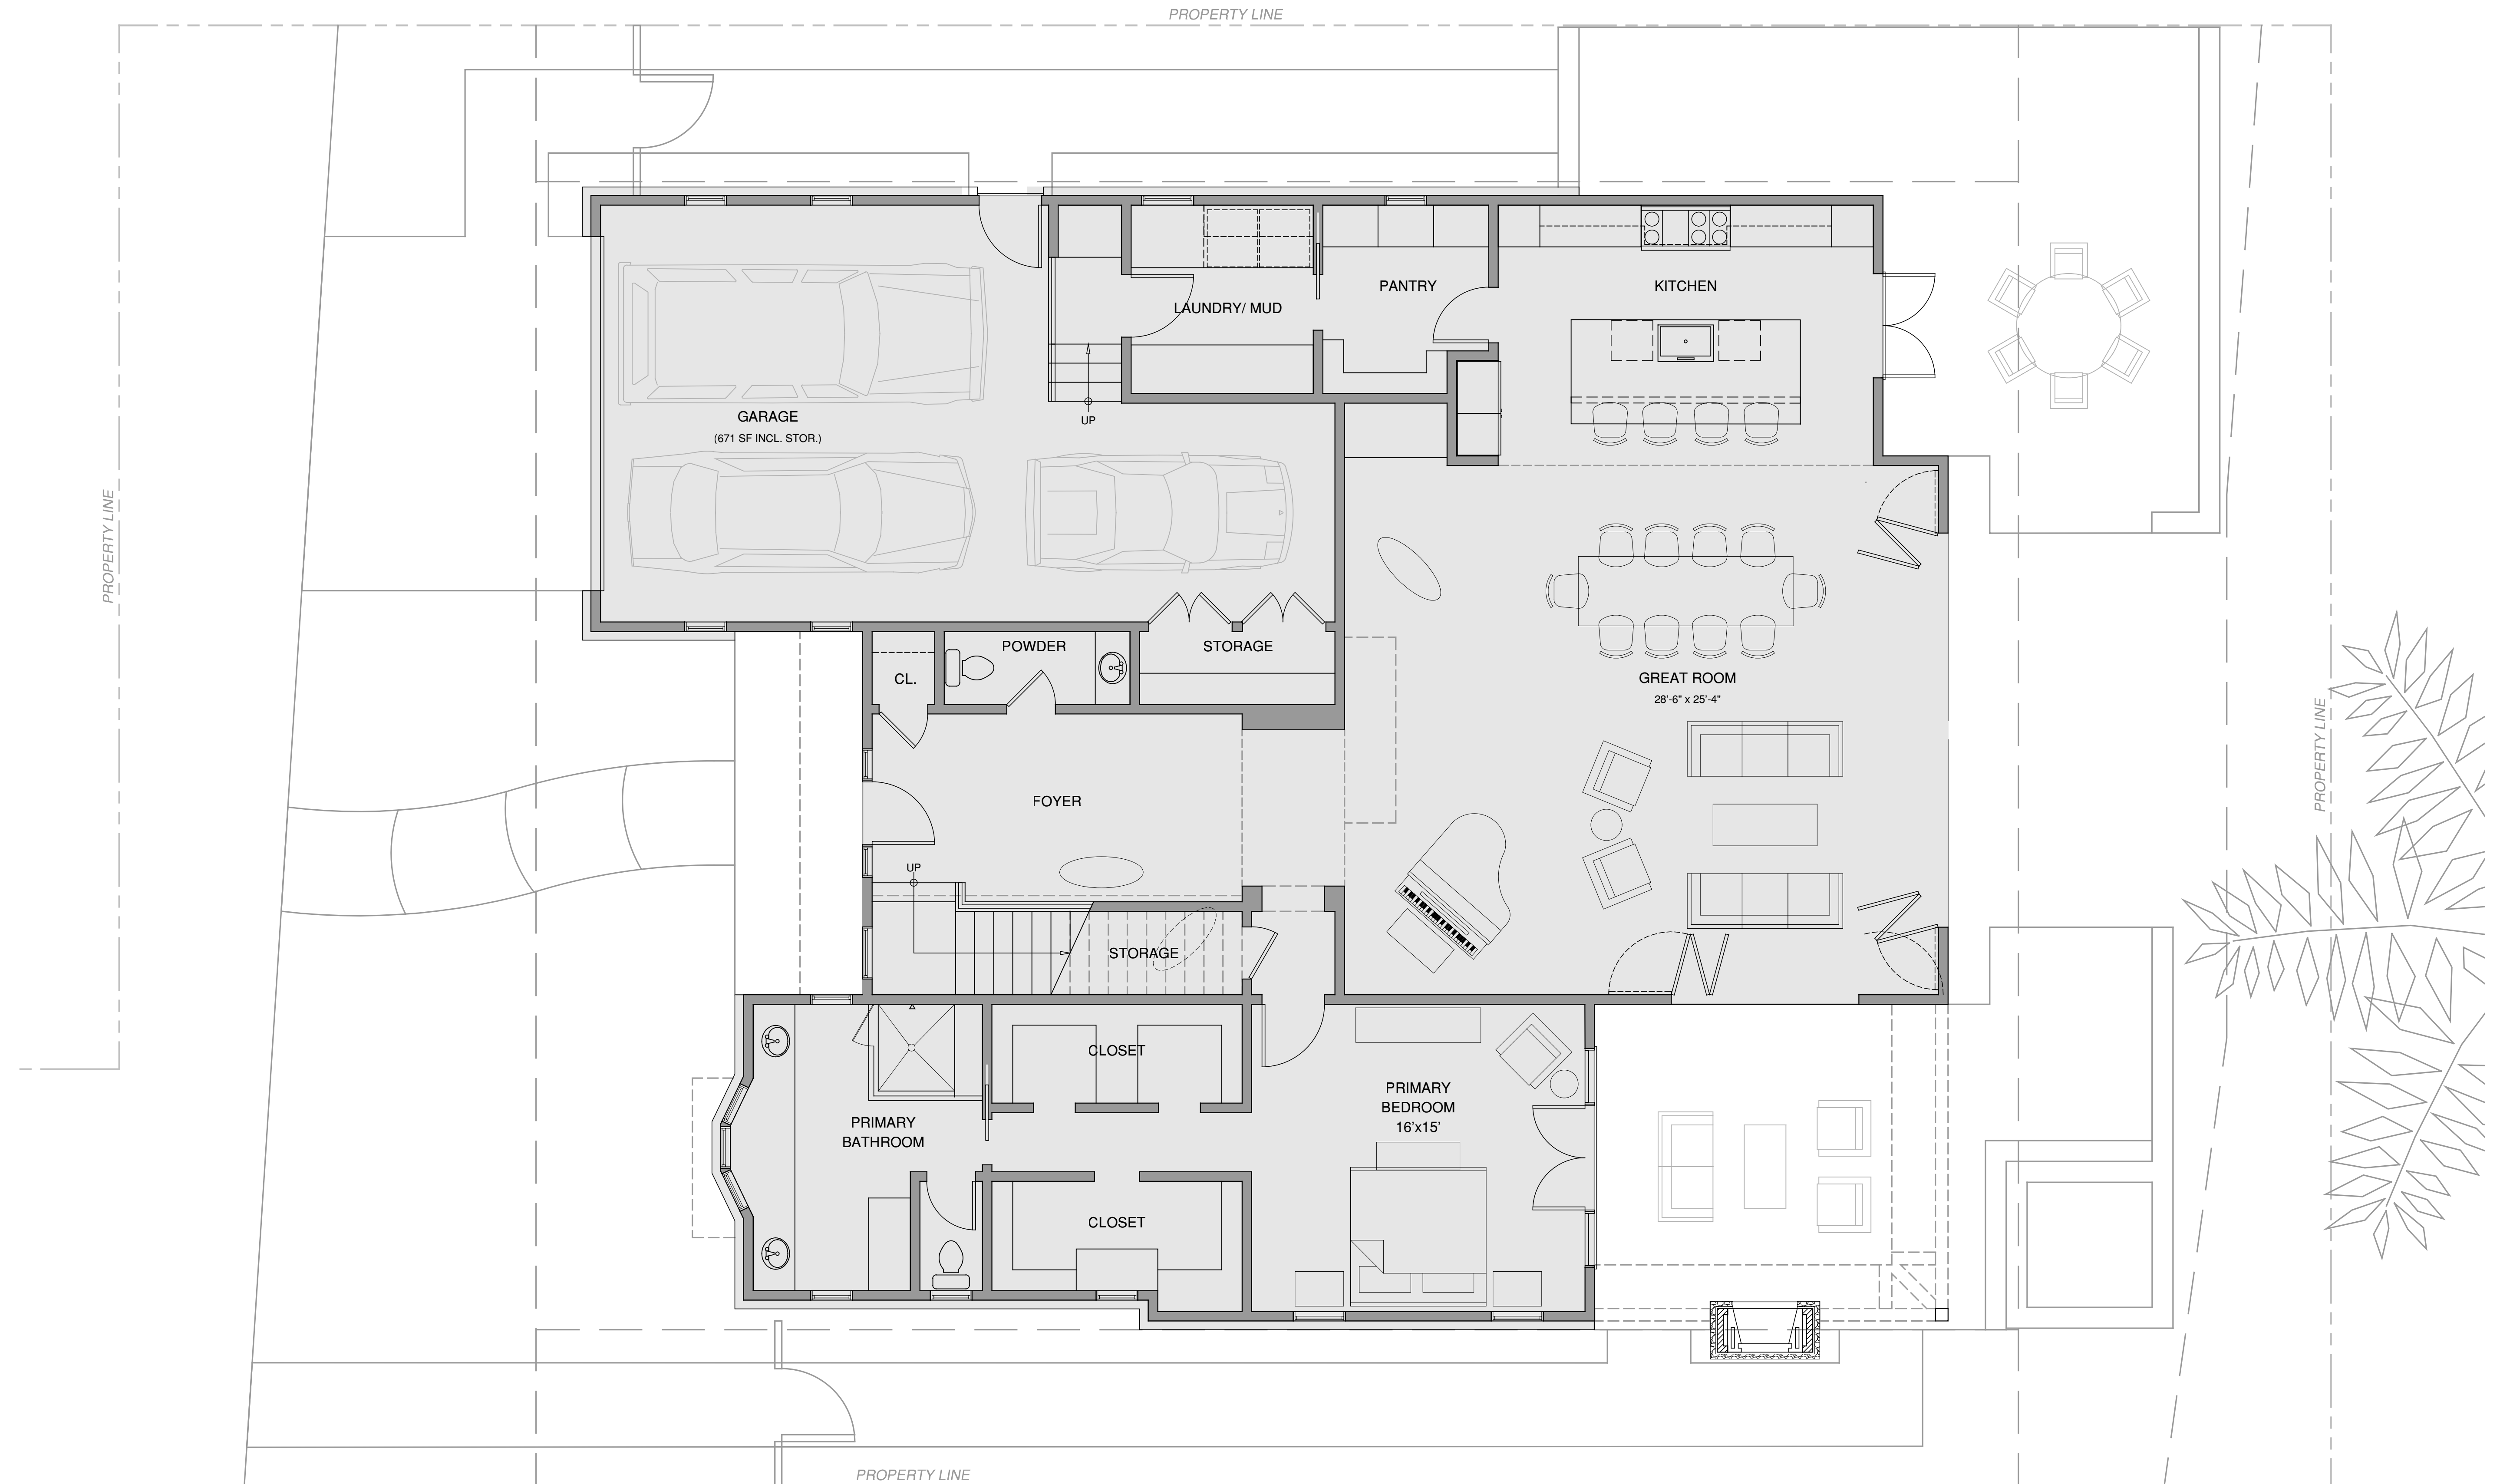 PROPERTY LINE
LAUNDRY/ MUD
PANTRY
KITCHEN
GARAGE
(671 SF INCL. STOR.)
UP
PROPERTY LINE
POWDER
STORAGE
CL.
GREAT ROOM
28'-6" x 25'-4"
PROPERTY LINE
FOYER
UP
STORAGE
CLOSET
PRIMARY
BEDROOM
16'x15'
PRIMARY
BATHROOM
CLOSET
PROPERTY LINE